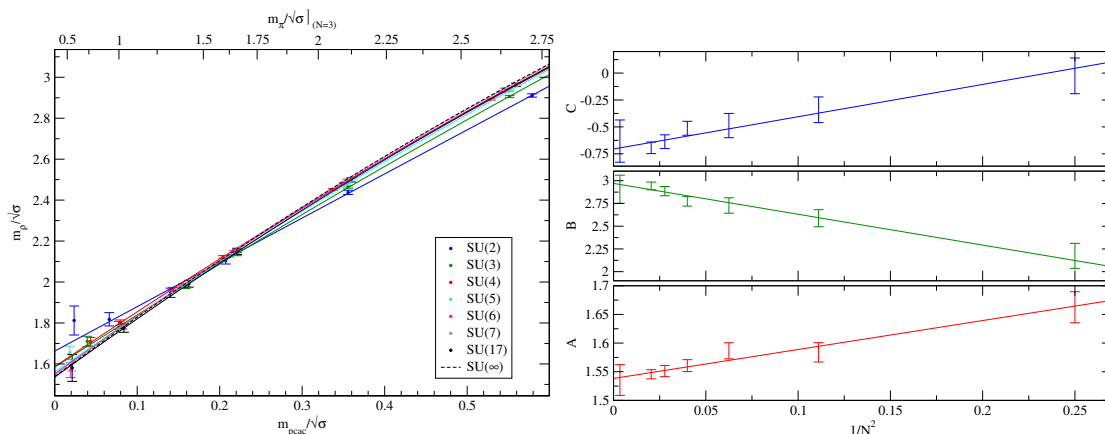 m_π/√σ|_(N=3)
0.5 1 1.5 1.75 2 2.25 2.5 2.75
m_ρ/√σ
3
2.8
2.6
2.4
2.2
2
1.8
1.6
SU(2)
SU(3)
SU(4)
SU(5)
SU(6)
SU(7)
SU(17)
SU(∞)
0 0.1 0.2 0.3 0.4 0.5
m_pcac/√σ
C
0
-0.25
-0.5
-0.75
B
3
2.75
2.5
2.25
2
A
1.7
1.65
1.6
1.55
1.5
0 0.05 0.1 0.15 0.2 0.25
1/N²